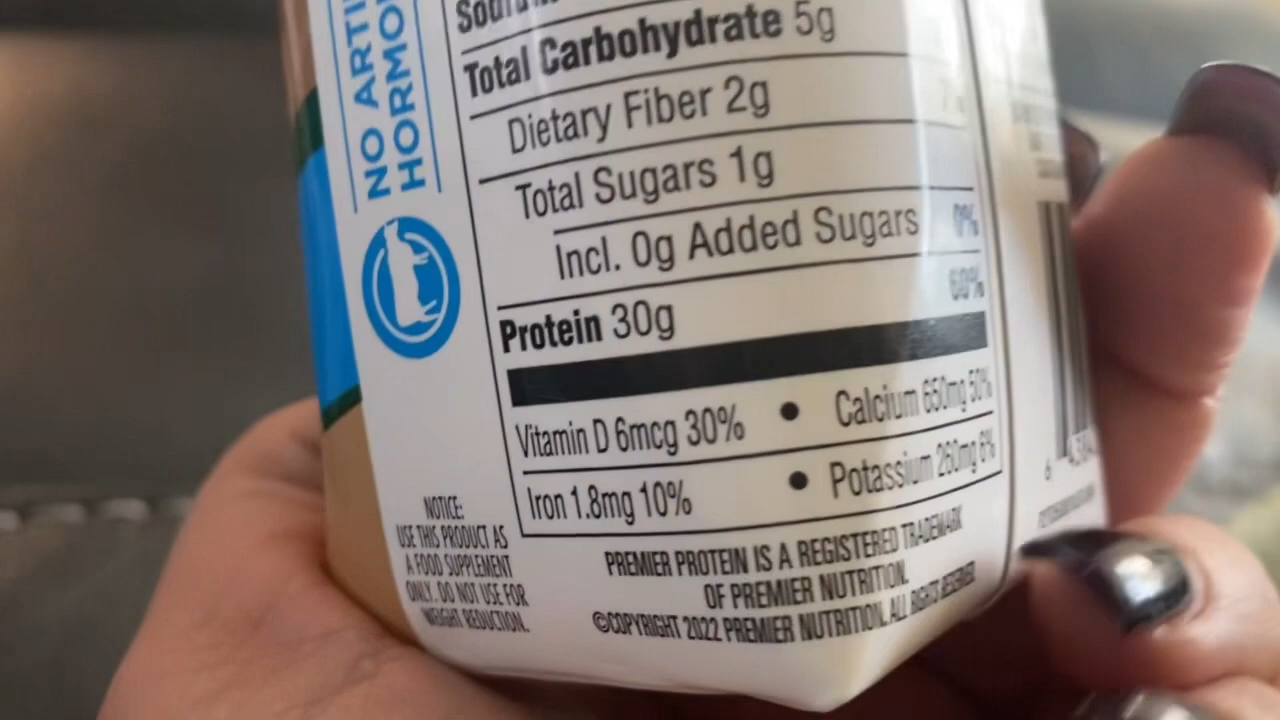 NO ARTI
HORMO
Sodium
Total Carbohydrate 5g
Dietary Fiber 2g
Total Sugars 1g
Incl. 0g Added Sugars 0%
Protein 30g 60%
Vitamin D 6mcg 30% • Calcium 650mg 50%
Iron 1.8mg 10% • Potassium 260mg 6%
NOTICE:
USE THIS PRODUCT AS
A FOOD SUPPLEMENT
ONLY. DO NOT USE FOR
WEIGHT REDUCTION.
PREMIER PROTEIN IS A REGISTERED TRADEMARK
OF PREMIER NUTRITION.
©COPYRIGHT 2022 PREMIER NUTRITION. ALL RIGHTS RESERVED